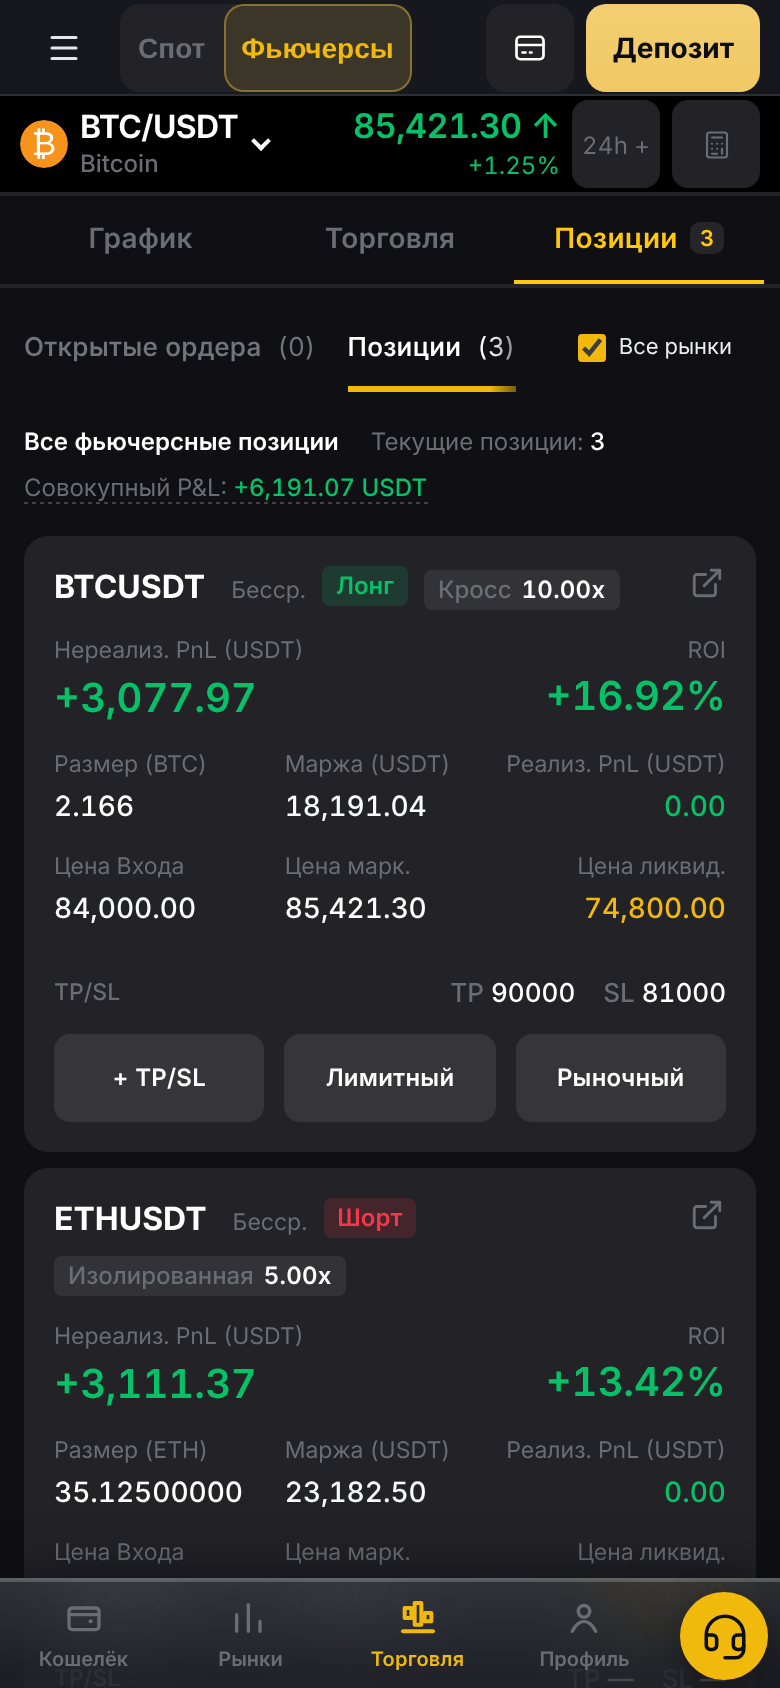 Спот Фьючерсы Депозит
BTC/USDT 85,421.30 ↑ 24h +
Bitcoin +1.25%
График Торговля Позиции 3
Открытые ордера (0) Позиции (3) Все рынки
Все фьючерсные позиции Текущие позиции: 3
Совокупный P&L: +6,191.07 USDT
BTCUSDT Бесср. Лонг Кросс 10.00x
Нереализ. PnL (USDT) ROI
+3,077.97 +16.92%
Размер (BTC) Маржа (USDT) Реализ. PnL (USDT)
2.166 18,191.04 0.00
Цена Входа Цена марк. Цена ликвид.
84,000.00 85,421.30 74,800.00
TP/SL TP 90000 SL 81000
+ TP/SL Лимитный Рыночный
ETHUSDT Бесср. Шорт
Изолированная 5.00x
Нереализ. PnL (USDT) ROI
+3,111.37 +13.42%
Размер (ETH) Маржа (USDT) Реализ. PnL (USDT)
35.12500000 23,182.50 0.00
Цена Входа Цена марк. Цена ликвид.
Кошелёк Рынки Торговля Профиль
TP/SL TP — SL —